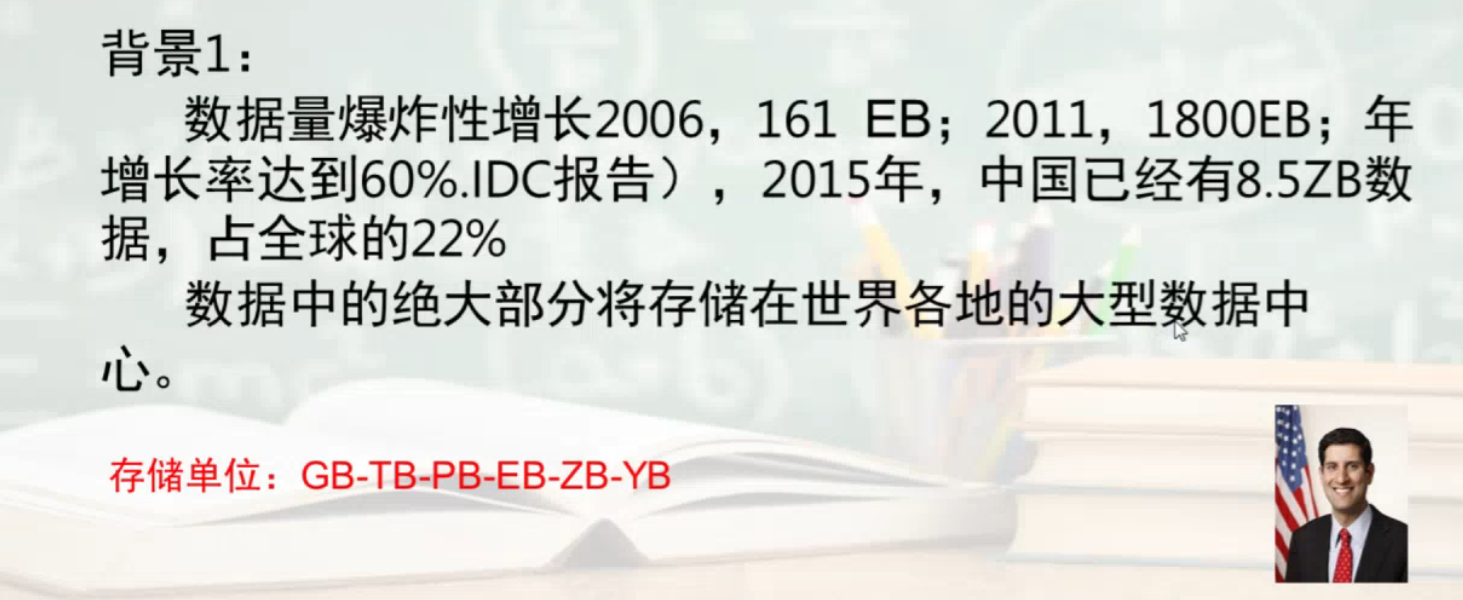 背景1：
数据量爆炸性增长2006，161 EB；2011，1800EB；年
增长率达到60%.IDC报告），2015年，中国已经有8.5ZB数
据，占全球的22%
数据中的绝大部分将存储在世界各地的大型数据中
心。
存储单位：GB-TB-PB-EB-ZB-YB